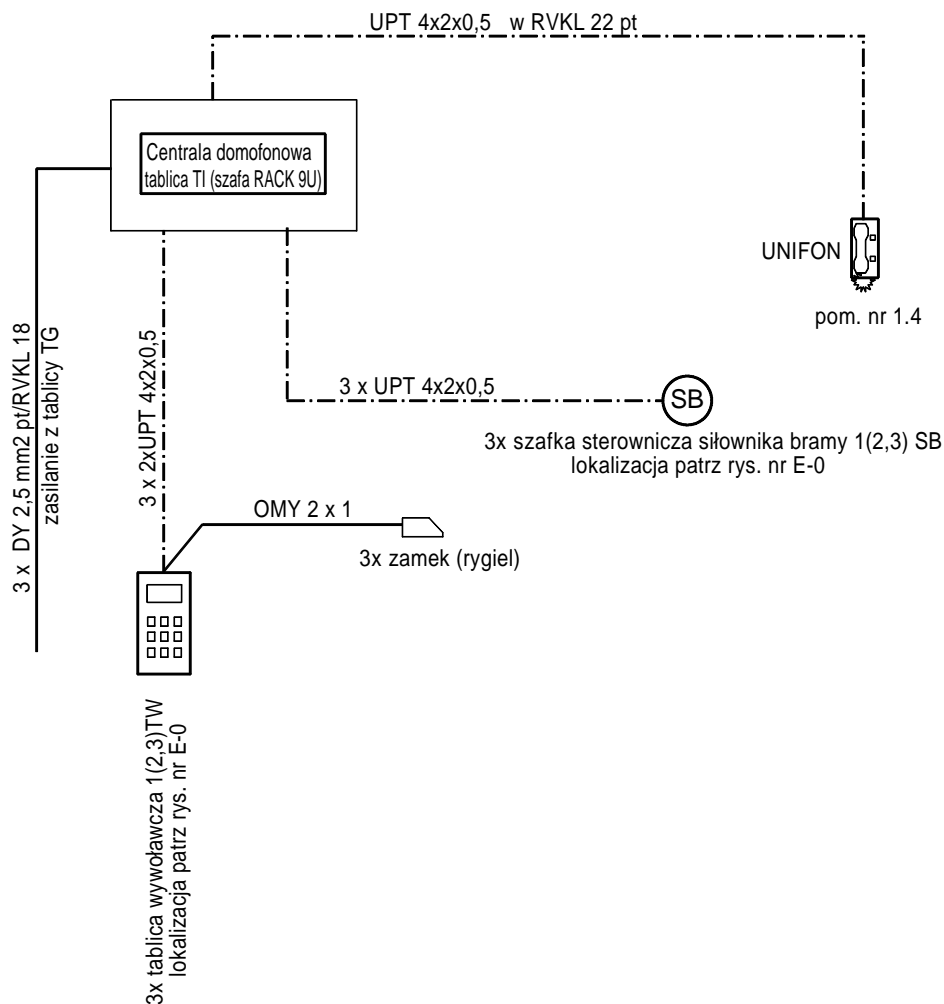 UPT 4x2x0,5 w RVKL 22 pt
Centrala domofonowa
tablica TI (szafa RACK 9U)
UNIFON
pom. nr 1.4
3 x DY 2,5 mm2 pt/RVKL 18
zasilanie z tablicy TG
3 x 2xUPT 4x2x0,5
3 x UPT 4x2x0,5
SB
3x szafka sterownicza siłownika bramy 1(2,3) SB
lokalizacja patrz rys. nr E-0
OMY 2 x 1
3x zamek (rygiel)
3x tablica wywoławcza 1(2,3)TW
lokalizacja patrz rys. nr E-0